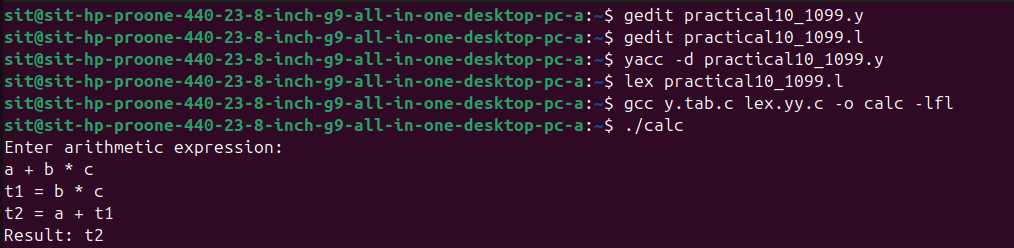 sit@sit-hp-proone-440-23-8-inch-g9-all-in-one-desktop-pc-a:~$ gedit practical10_1099.y
sit@sit-hp-proone-440-23-8-inch-g9-all-in-one-desktop-pc-a:~$ gedit practical10_1099.l
sit@sit-hp-proone-440-23-8-inch-g9-all-in-one-desktop-pc-a:~$ yacc -d practical10_1099.y
sit@sit-hp-proone-440-23-8-inch-g9-all-in-one-desktop-pc-a:~$ lex practical10_1099.l
sit@sit-hp-proone-440-23-8-inch-g9-all-in-one-desktop-pc-a:~$ gcc y.tab.c lex.yy.c -o calc -lfl
sit@sit-hp-proone-440-23-8-inch-g9-all-in-one-desktop-pc-a:~$ ./calc
Enter arithmetic expression:
a + b * c
t1 = b * c
t2 = a + t1
Result: t2